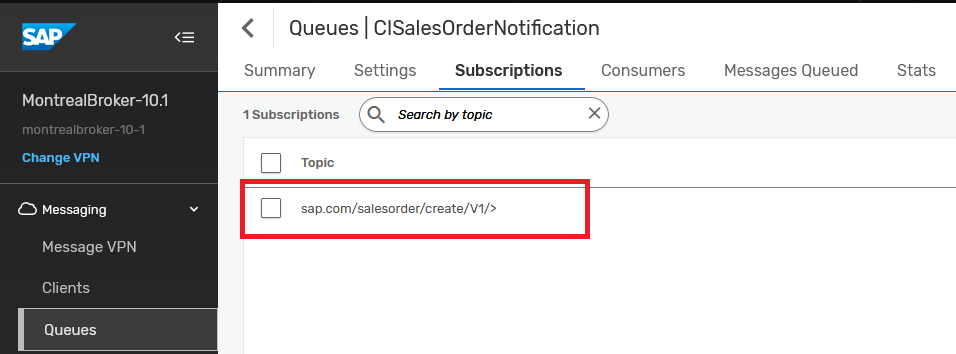 SAP
Queues | CISalesOrderNotification
Summary Settings Subscriptions Consumers Messages Queued Stats
MontrealBroker-10.1
montrealbroker-10-1
Change VPN
1 Subscriptions Search by topic
Topic
sap.com/salesorder/create/V1/>
Messaging
Message VPN
Clients
Queues